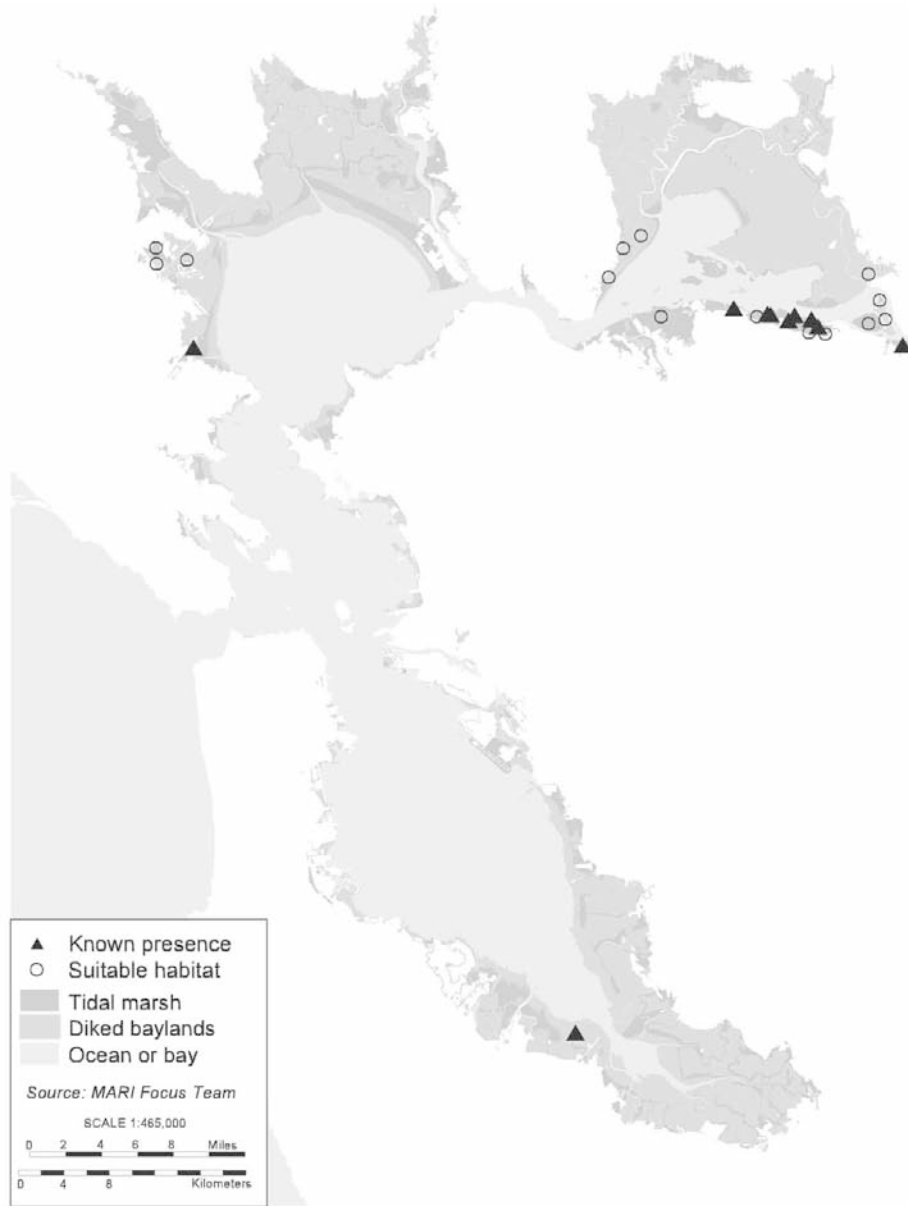 Known presence
Suitable habitat
Tidal marsh
Diked baylands
Ocean or bay
Source: MARI Focus Team
SCALE 1:465,000
0 2 4 6 8 Miles
0 4 8 Kilometers